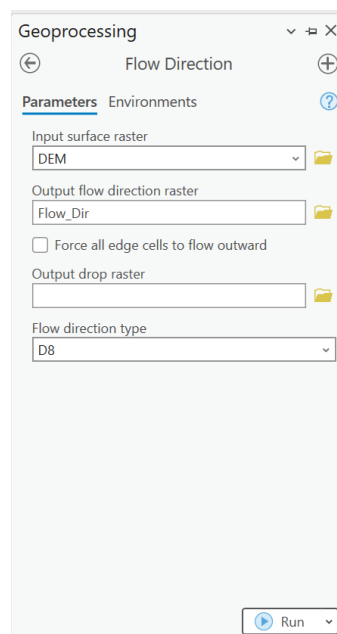 Geoprocessing
Flow Direction
Parameters Environments
Input surface raster
DEM
Output flow direction raster
Flow_Dir
Force all edge cells to flow outward
Output drop raster
Flow direction type
D8
Run